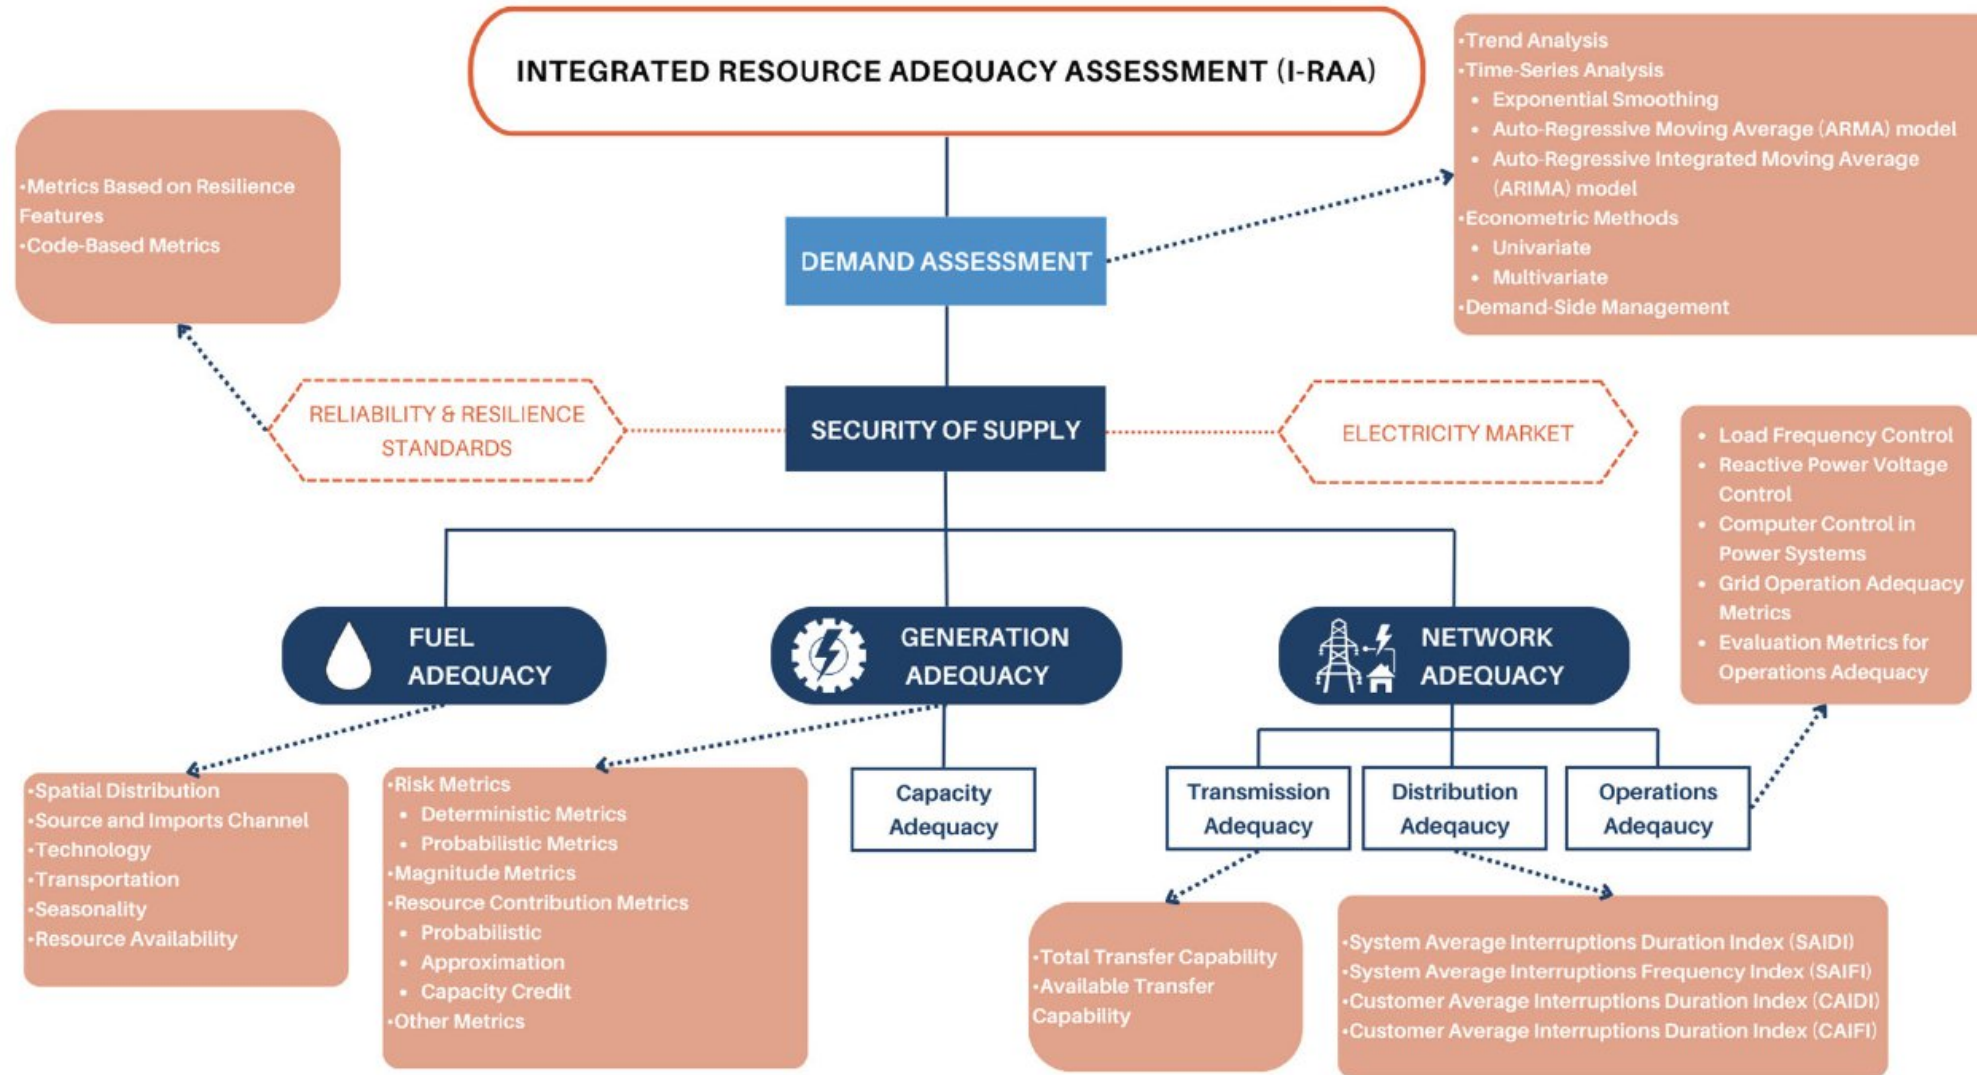 INTEGRATED RESOURCE ADEQUACY ASSESSMENT (I-RAA)
•Trend Analysis
•Time-Series Analysis
• Exponential Smoothing
• Auto-Regressive Moving Average (ARMA) model
• Auto-Regressive Integrated Moving Average
(ARIMA) model
•Econometric Methods
• Univariate
• Multivariate
•Demand-Side Management
•Metrics Based on Resilience
Features
•Code-Based Metrics
DEMAND ASSESSMENT
RELIABILITY & RESILIENCE
STANDARDS
SECURITY OF SUPPLY
ELECTRICITY MARKET
• Load Frequency Control
• Reactive Power Voltage
Control
• Computer Control in
Power Systems
• Grid Operation Adequacy
Metrics
• Evaluation Metrics for
Operations Adequacy
FUEL
ADEQUACY
GENERATION
ADEQUACY
NETWORK
ADEQUACY
•Spatial Distribution
•Source and Imports Channel
•Technology
•Transportation
•Seasonality
•Resource Availability
•Risk Metrics
• Deterministic Metrics
• Probabilistic Metrics
•Magnitude Metrics
•Resource Contribution Metrics
• Probabilistic
• Approximation
• Capacity Credit
•Other Metrics
Capacity
Adequacy
Transmission
Adequacy
Distribution
Adeqaucy
Operations
Adeqaucy
•Total Transfer Capability
•Available Transfer
Capability
•System Average Interruptions Duration Index (SAIDI)
•System Average Interruptions Frequency Index (SAIFI)
•Customer Average Interruptions Duration Index (CAIDI)
•Customer Average Interruptions Duration Index (CAIFI)